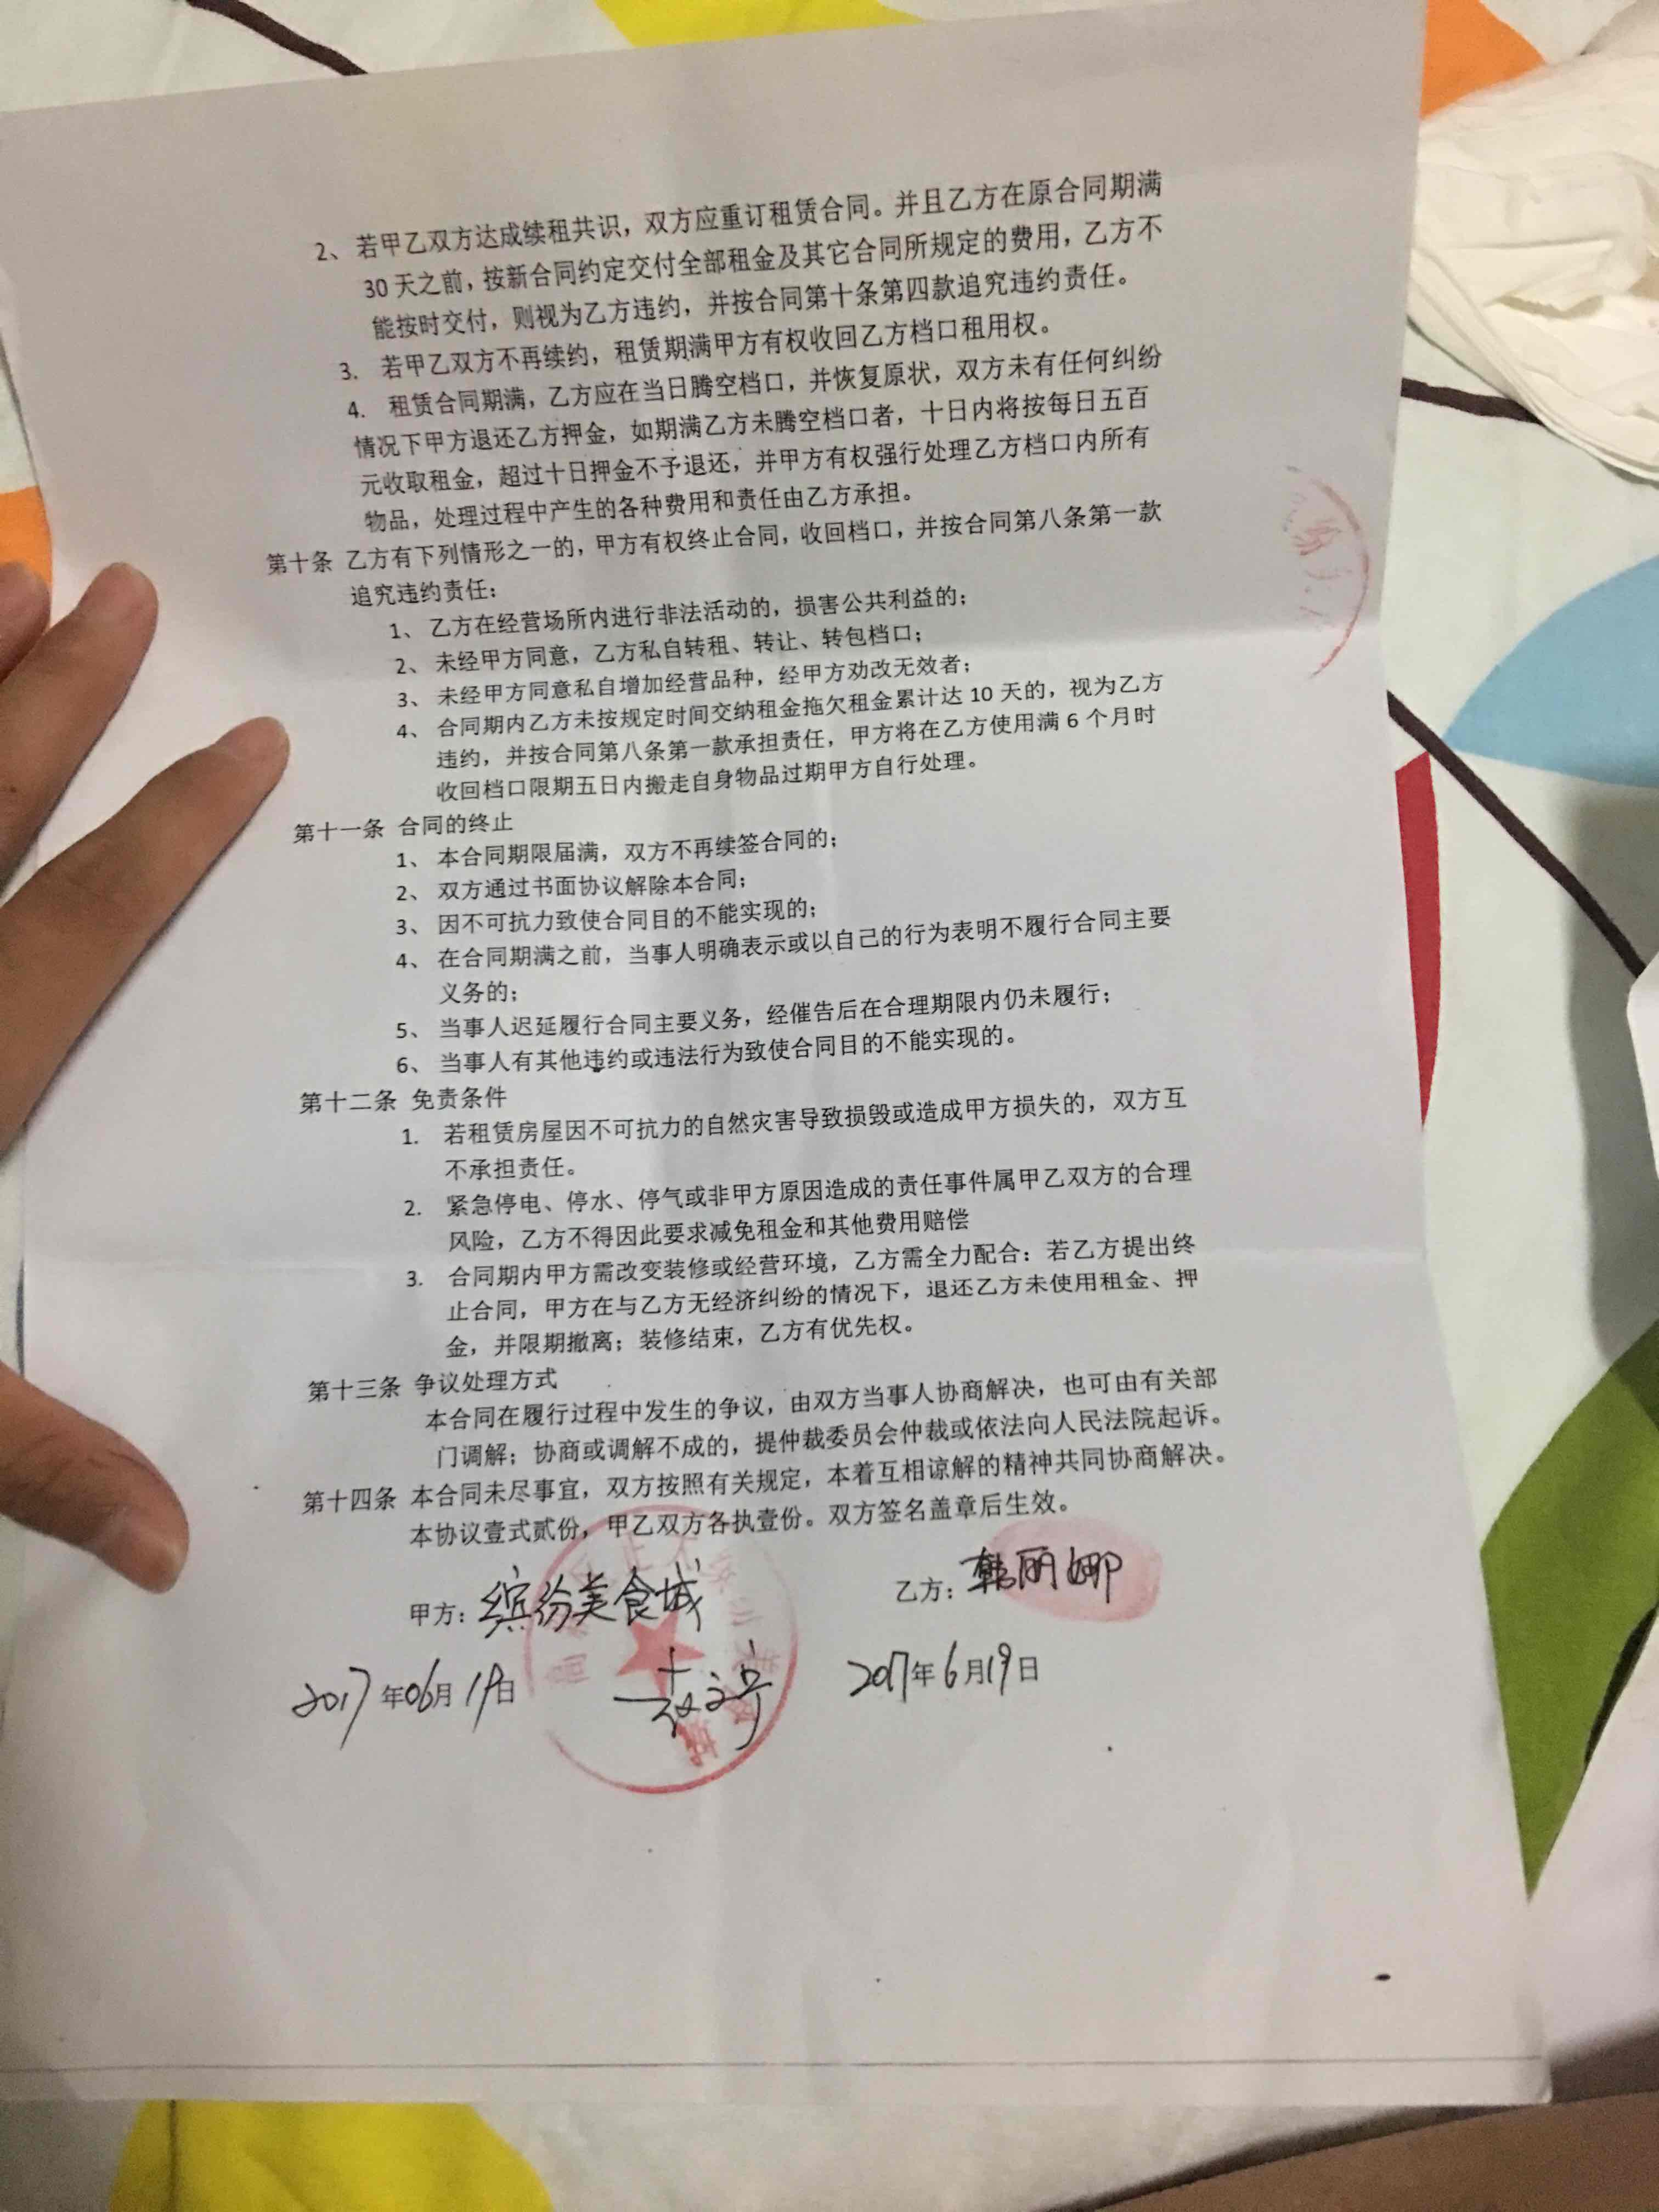 2、若甲乙双方达成续租共识，双方应重订租赁合同。并且乙方在原合同期满
30天之前，按新合同约定交付全部租金及其它合同所规定的费用，乙方不
能按时交付，则视为乙方违约，并按合同第十条第四款追究违约责任。
3. 若甲乙双方不再续约，租赁期满甲方有权收回乙方档口租用权。
4. 租赁合同期满，乙方应在当日腾空档口，并恢复原状，双方未有任何纠纷
情况下甲方退还乙方押金，如期满乙方未腾空档口者，十日内将按每日五百
元收取租金，超过十日押金不予退还，并甲方有权强行处理乙方档口内所有
物品，处理过程中产生的各种费用和责任由乙方承担。
第十条 乙方有下列情形之一的，甲方有权终止合同，收回档口，并按合同第八条第一款
追究违约责任：
1、乙方在经营场所内进行非法活动的，损害公共利益的；
2、未经甲方同意，乙方私自转租、转让、转包档口；
3、未经甲方同意私自增加经营品种，经甲方劝改无效者；
4、合同期内乙方未按规定时间交纳租金拖欠租金累计达 10 天的，视为乙方
违约，并按合同第八条第一款承担责任，甲方将在乙方使用满 6 个月时
收回档口限期五日内搬走自身物品过期甲方自行处理。
第十一条 合同的终止
1、本合同期限届满，双方不再续签合同的；
2、双方通过书面协议解除本合同；
3、因不可抗力致使合同目的不能实现的；
4、在合同期满之前，当事人明确表示或以自己的行为表明不履行合同主要
义务的；
5、当事人迟延履行合同主要义务，经催告后在合理期限内仍未履行；
6、当事人有其他违约或违法行为致使合同目的不能实现的。
第十二条 免责条件
1. 若租赁房屋因不可抗力的自然灾害导致损毁或造成甲方损失的，双方互
不承担责任。
2. 紧急停电、停水、停气或非甲方原因造成的责任事件属甲乙双方的合理
风险，乙方不得因此要求减免租金和其他费用赔偿
3. 合同期内甲方需改变装修或经营环境，乙方需全力配合：若乙方提出终
止合同，甲方在与乙方无经济纠纷的情况下，退还乙方未使用租金、押
金，并限期撤离；装修结束，乙方有优先权。
第十三条 争议处理方式
本合同在履行过程中发生的争议，由双方当事人协商解决，也可由有关部
门调解；协商或调解不成的，提仲裁委员会仲裁或依法向人民法院起诉。
第十四条 本合同未尽事宜，双方按照有关规定，本着互相谅解的精神共同协商解决。
本协议壹式贰份，甲乙双方各执壹份。双方签名盖章后生效。
甲方：缤纷美食城 乙方：韩丽娜
2017年06月19日 2017年6月19日